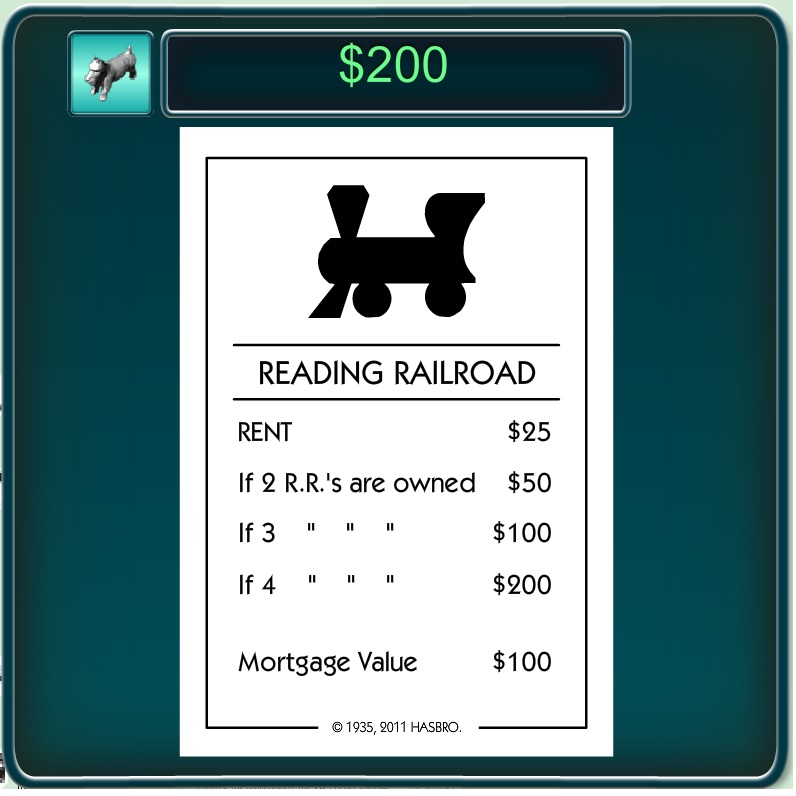 $200
READING RAILROAD
RENT $25
If 2 R.R.'s are owned $50
If 3 " " " $100
If 4 " " " $200
Mortgage Value $100
© 1935, 2011 HASBRO.